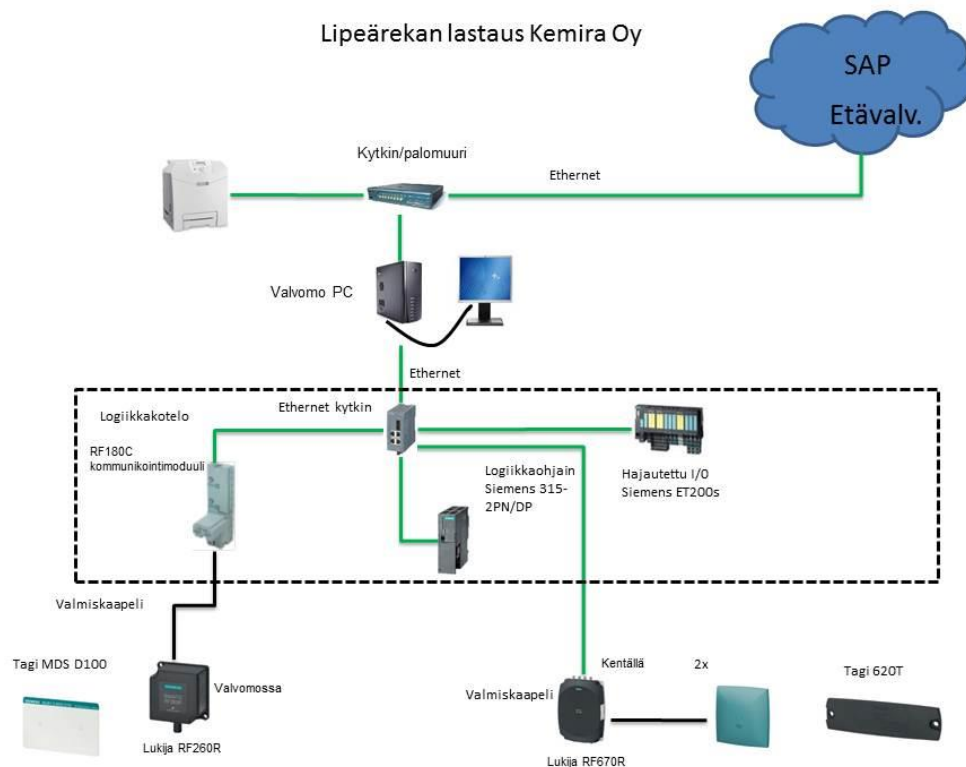 Lipeärekan lastaus Kemira Oy
SAP
Etävalv.
Kytkin/palomuuri
Ethernet
Valvomo PC
Ethernet
Ethernet kytkin
Logiikkakotelo
RF180C
kommunikointimoduuli
Logiikkaohjain
Siemens 315-
2PN/DP
Hajautettu I/O
Siemens ET200s
Valmiskaapeli
Tagi MDS D100
Valvomossa
Lukija RF260R
Kentällä
2x
Valmiskaapeli
Tagi 620T
Lukija RF670R